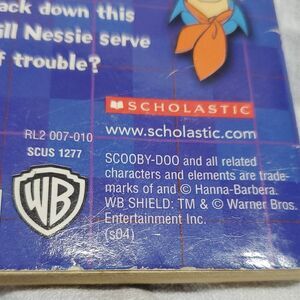 ack down this
ill Nessie serve
f trouble?
SCHOLASTIC
www.scholastic.com
RL2 007-010
SCUS 1277
WB
SCOOBY-DOO and all related
characters and elements are trade-
marks of and © Hanna-Barbera.
WB SHIELD: TM & © Warner Bros.
Entertainment Inc.
(s04)